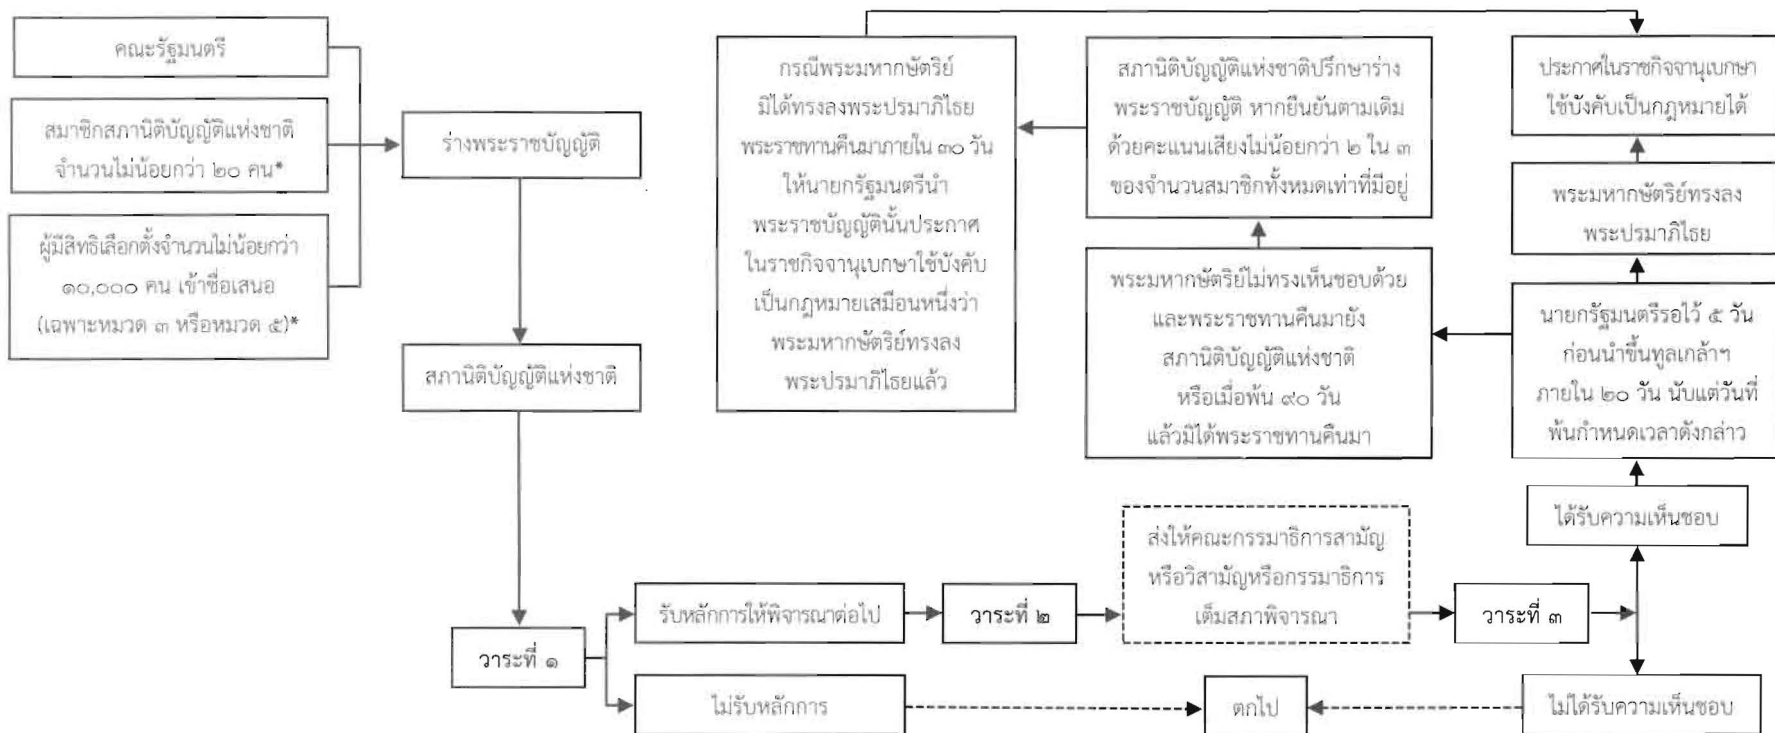 คณะรัฐมนตรี
สมาชิกสภานิติบัญญัติแห่งชาติ
จำนวนไม่น้อยกว่า ๒๐ คน*
ผู้มีสิทธิเลือกตั้งจำนวนไม่น้อยกว่า
๑๐,๐๐๐ คน เข้าชื่อเสนอ
(เฉพาะหมวด ๓ หรือหมวด ๕)*
ร่างพระราชบัญญัติ
สภานิติบัญญัติแห่งชาติ
วาระที่ ๑
รับหลักการให้พิจารณาต่อไป
ไม่รับหลักการ
วาระที่ ๒
ส่งให้คณะกรรมาธิการสามัญ
หรือวิสามัญหรือกรรมาธิการ
เต็มสภาพิจารณา
วาระที่ ๓
ตกไป
ไม่ได้รับความเห็นชอบ
ได้รับความเห็นชอบ
นายกรัฐมนตรีรอไว้ ๕ วัน
ก่อนนำขึ้นทูลเกล้าฯ
ภายใน ๒๐ วัน นับแต่วันที่
พ้นกำหนดเวลาดังกล่าว
พระมหากษัตริย์ทรงลง
พระปรมาภิไธย
ประกาศในราชกิจจานุเบกษา
ใช้บังคับเป็นกฎหมายได้
พระมหากษัตริย์ไม่ทรงเห็นชอบด้วย
และพระราชทานคืนมายัง
สภานิติบัญญัติแห่งชาติ
หรือเมื่อพ้น ๙๐ วัน
แล้วมิได้พระราชทานคืนมา
สภานิติบัญญัติแห่งชาติปรึกษาร่าง
พระราชบัญญัติ หากยืนยันตามเดิม
ด้วยคะแนนเสียงไม่น้อยกว่า ๒ ใน ๓
ของจำนวนสมาชิกทั้งหมดเท่าที่มีอยู่
กรณีพระมหากษัตริย์
มิได้ทรงลงพระปรมาภิไธย
พระราชทานคืนมาภายใน ๓๐ วัน
ให้นายกรัฐมนตรีนำ
พระราชบัญญัตินั้นประกาศ
ในราชกิจจานุเบกษาใช้บังคับ
เป็นกฎหมายเสมือนหนึ่งว่า
พระมหากษัตริย์ทรงลง
พระปรมาภิไธยแล้ว